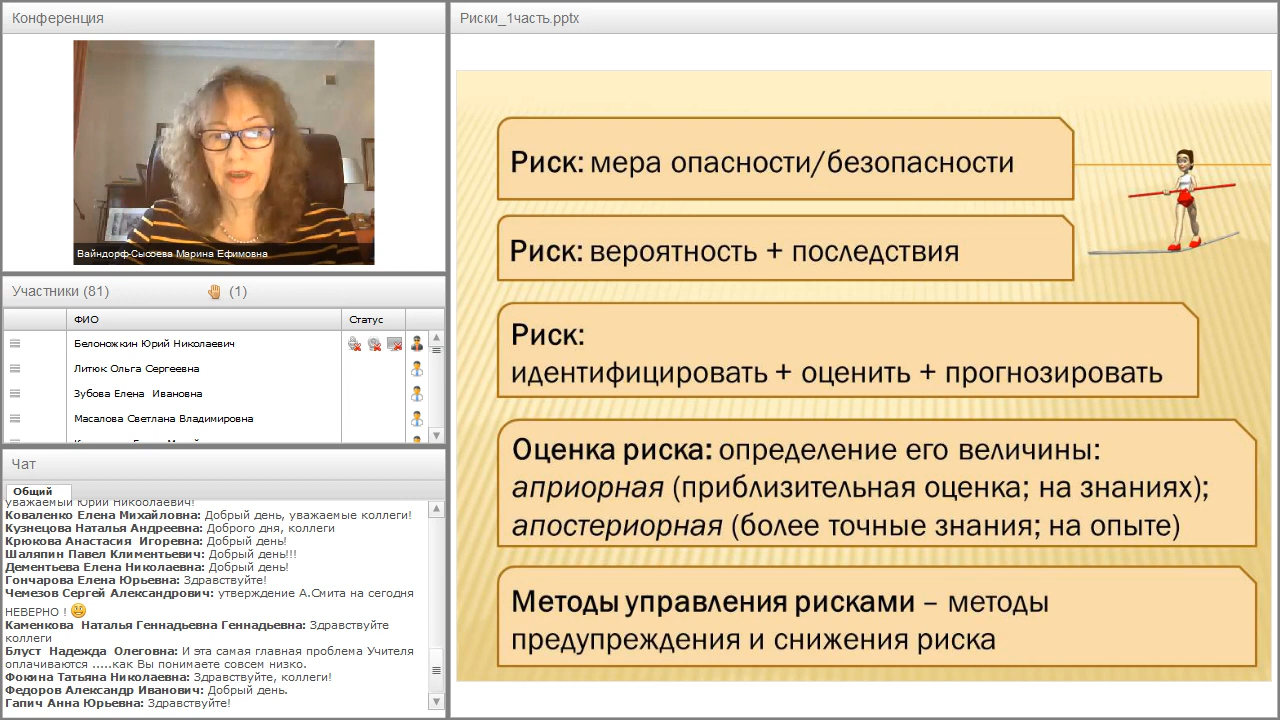 Конференция
Вайндорф-Сысоева Марина Ефимовна
Участники (81) (1)
ФИО Статус
Белоножкин Юрий Николаевич
Литюк Ольга Сергеевна
Зубова Елена Ивановна
Масалова Светлана Владимировна
Чат
Общий
уважаемый Юрий Никколаевич!
Коваленко Елена Михайловна: Добрый день, уважаемые коллеги!
Кузнецова Наталья Андреевна: Доброго дня, коллеги
Крюкова Анастасия Игоревна: Добрый день!
Шаляпин Павел Климентьевич: Добрый день!!!
Дементьева Елена Николаевна: Добрый день!
Гончарова Елена Юрьевна: Здравствуйте!
Чемезов Сергей Александрович: утверждение А.Смита на сегодня
НЕВЕРНО !
Каменкова Наталья Геннадьевна Геннадьевна: Здравствуйте
коллеги
Блуст Надежда Олеговна: И эта самая главная проблема Учителя
оплачиваются .....как Вы понимаете совсем низко.
Фокина Татьяна Николаевна: Здравствуйте, коллеги!
Федоров Александр Иванович: Добрый день.
Гапич Анна Юрьевна: Здравствуйте!
Риски_1часть.pptx
Риск: мера опасности/безопасности
Риск: вероятность + последствия
Риск:
идентифицировать + оценить + прогнозировать
Оценка риска: определение его величины:
априорная (приблизительная оценка; на знаниях);
апостериорная (более точные знания; на опыте)
Методы управления рисками – методы
предупреждения и снижения риска